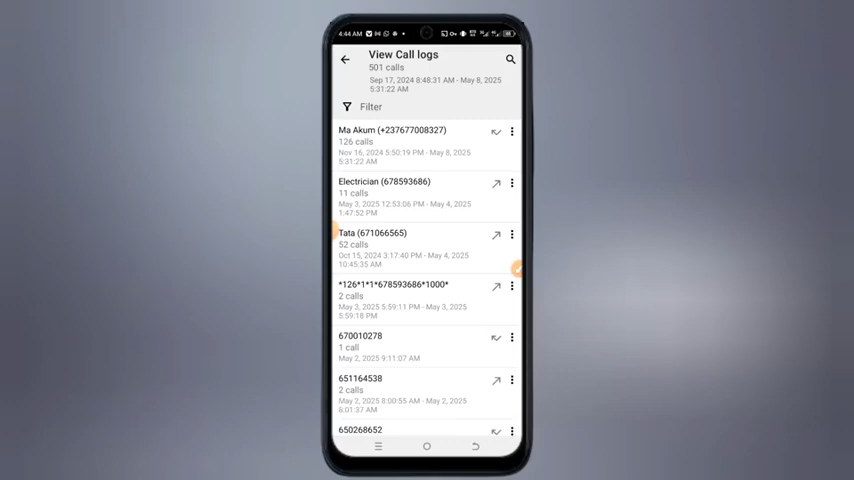 4:44 AM
View Call logs
501 calls
Sep 17, 2024 8:48:31 AM - May 8, 2025
5:31:22 AM
Filter
Ma Akum (+237677008327)
126 calls
Nov 16, 2024 5:50:19 PM - May 8, 2025
5:31:22 AM
Electrician (678593686)
11 calls
May 3, 2025 12:53:06 PM - May 4, 2025
1:47:52 PM
Tata (671066565)
52 calls
Oct 15, 2024 3:17:40 PM - May 4, 2025
10:45:35 AM
*126*1*1*678593686*1000*
2 calls
May 3, 2025 5:59:11 PM - May 3, 2025
5:59:18 PM
670010278
1 call
May 2, 2025 9:11:07 AM
651164538
2 calls
May 2, 2025 8:00:55 AM - May 2, 2025
8:01:37 AM
650268652